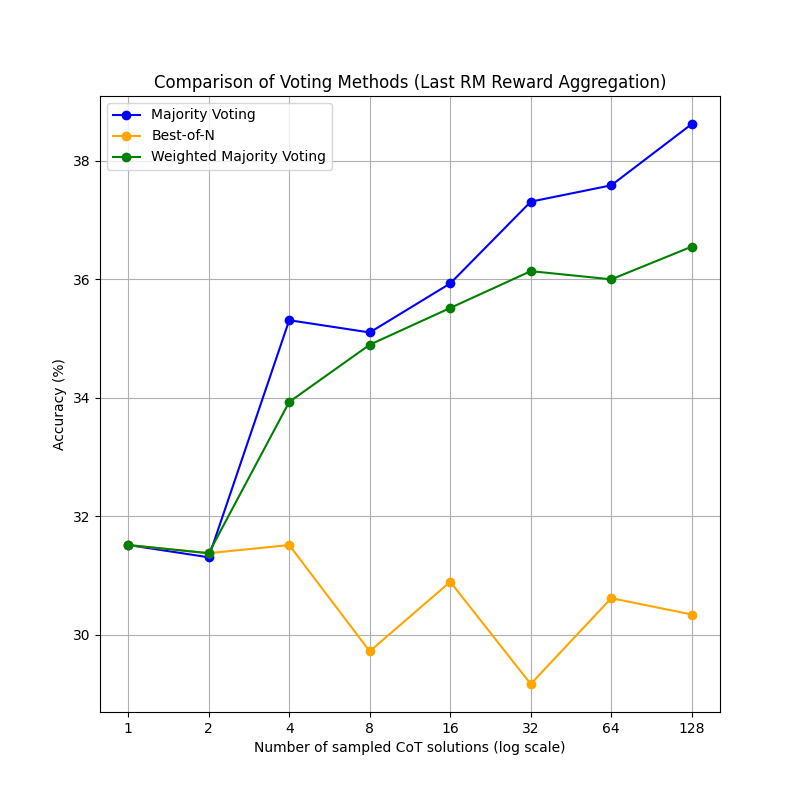 Comparison of Voting Methods (Last RM Reward Aggregation)
Majority Voting
Best-of-N
Weighted Majority Voting
38
36
34
32
30
Accuracy (%)
1 2 4 8 16 32 64 128
Number of sampled CoT solutions (log scale)